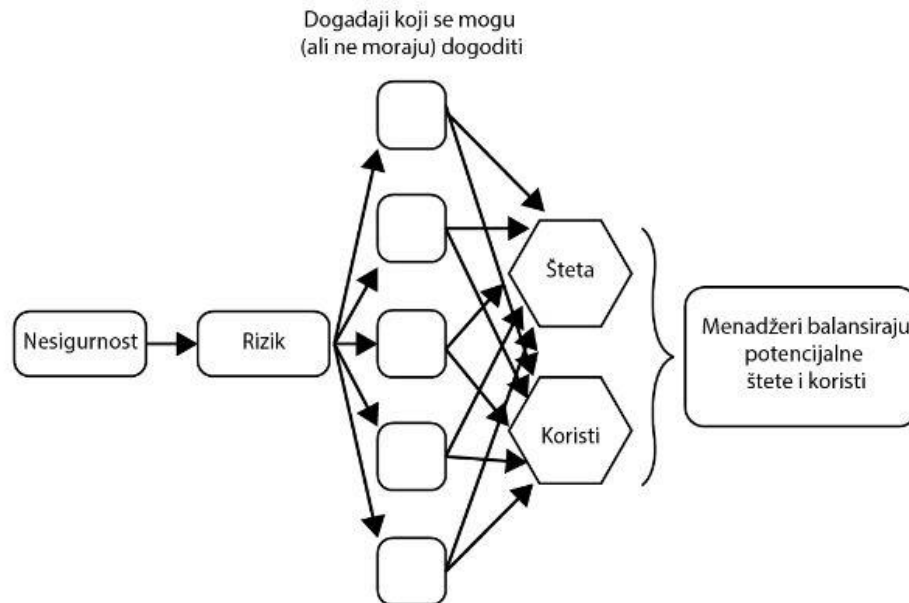 Događaji koji se mogu
(ali ne moraju) dogoditi
Nesigurnost
Rizik
Šteta
Koristi
Menadžeri balansiraju
potencijalne
štete i koristi